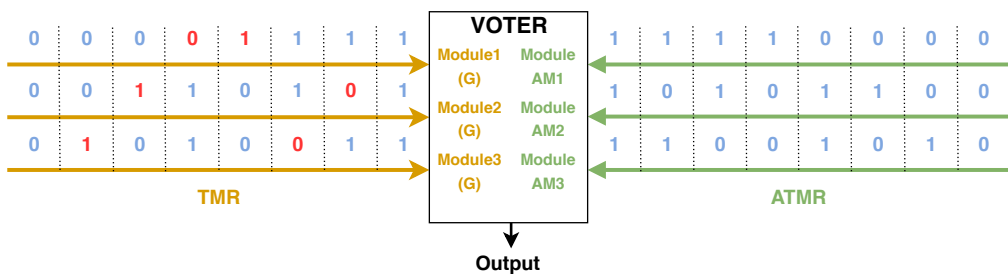 VOTER
0 0 0 0 1 1 1 1
Module1
(G)
Module
AM1
1 1 1 1 0 0 0 0
0 0 1 1 0 1 0 1
Module2
(G)
Module
AM2
1 0 1 0 1 1 0 0
0 1 0 1 0 0 1 1
Module3
(G)
Module
AM3
1 1 0 0 1 0 1 0
TMR
ATMR
Output